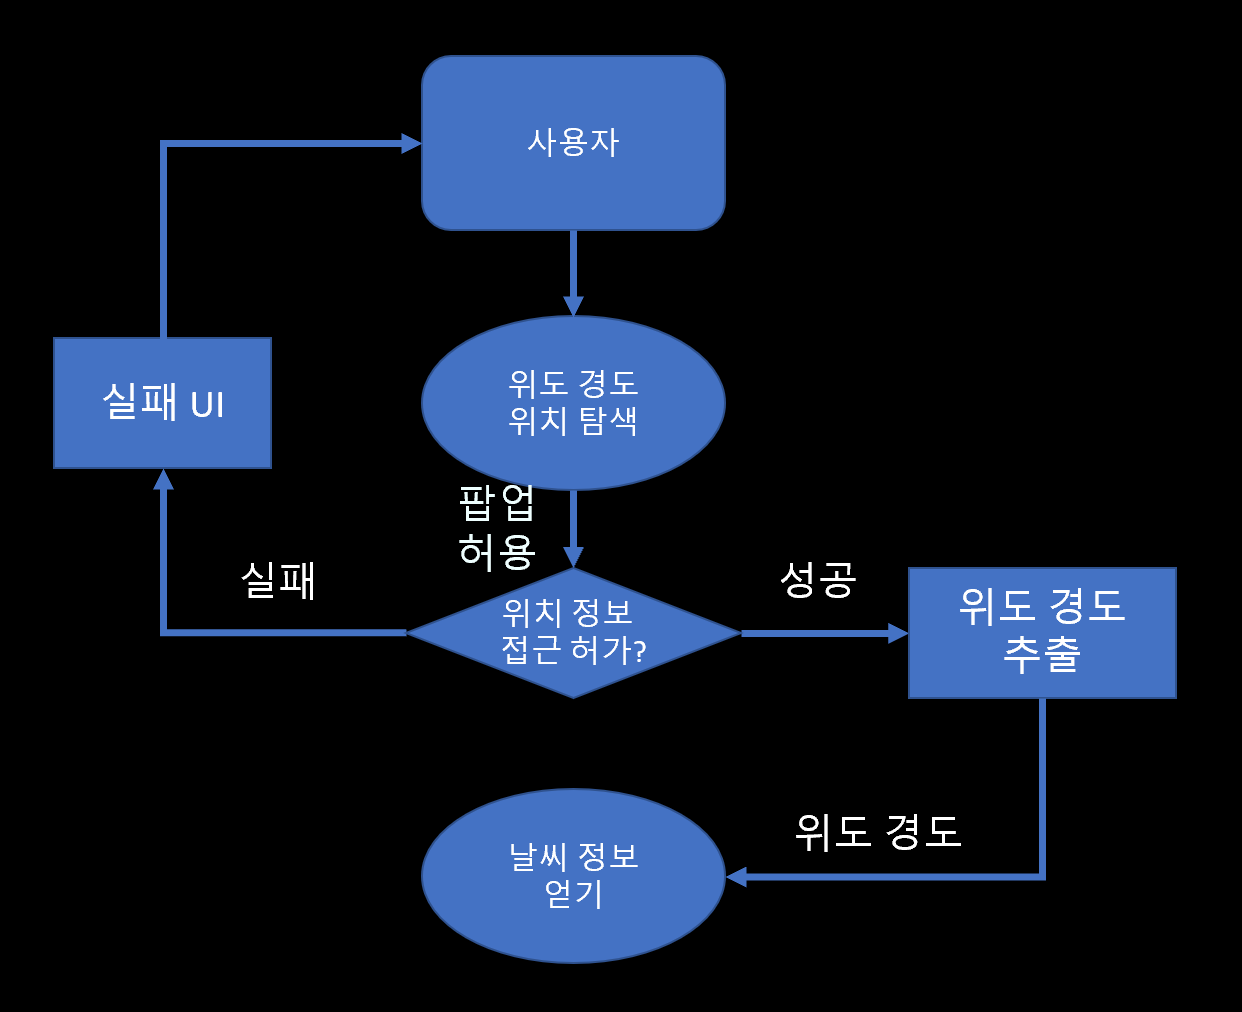 사용자
위도 경도
위치 탐색
실패 UI
팝업
허용
실패
성공
위치 정보
접근 허가?
위도 경도
추출
위도 경도
날씨 정보
얻기